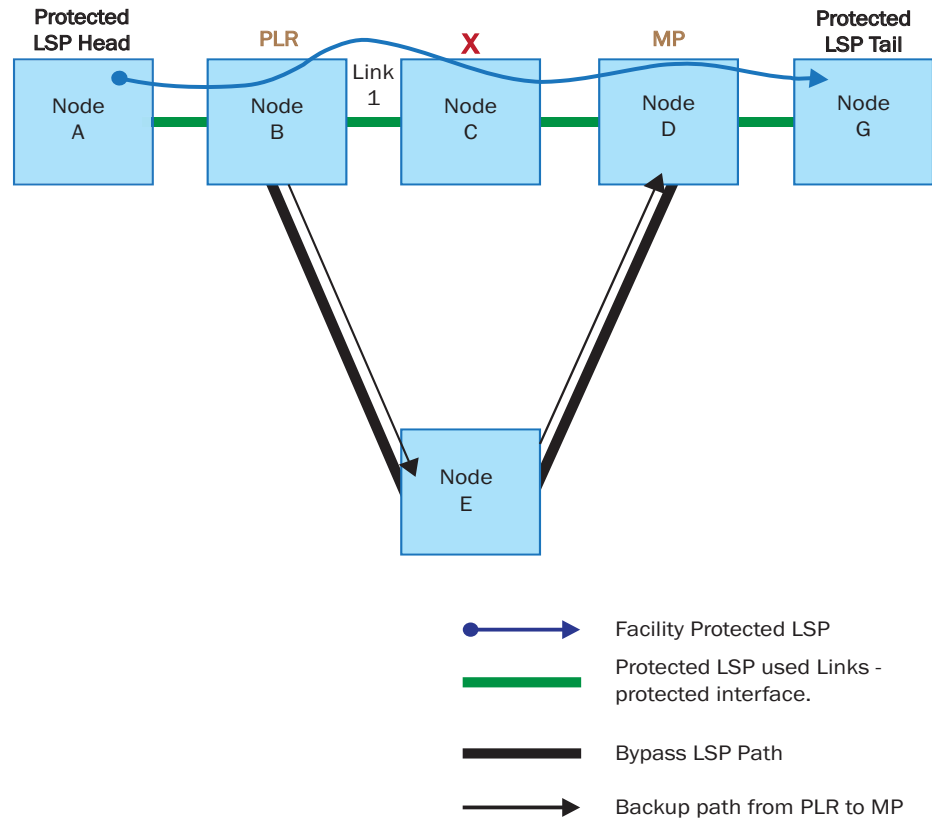 Protected
LSP Head
PLR
X
MP
Protected
LSP Tail
Link
1
Node
A
Node
B
Node
C
Node
D
Node
G
Node
E
Facility Protected LSP
Protected LSP used Links -
protected interface.
Bypass LSP Path
Backup path from PLR to MP